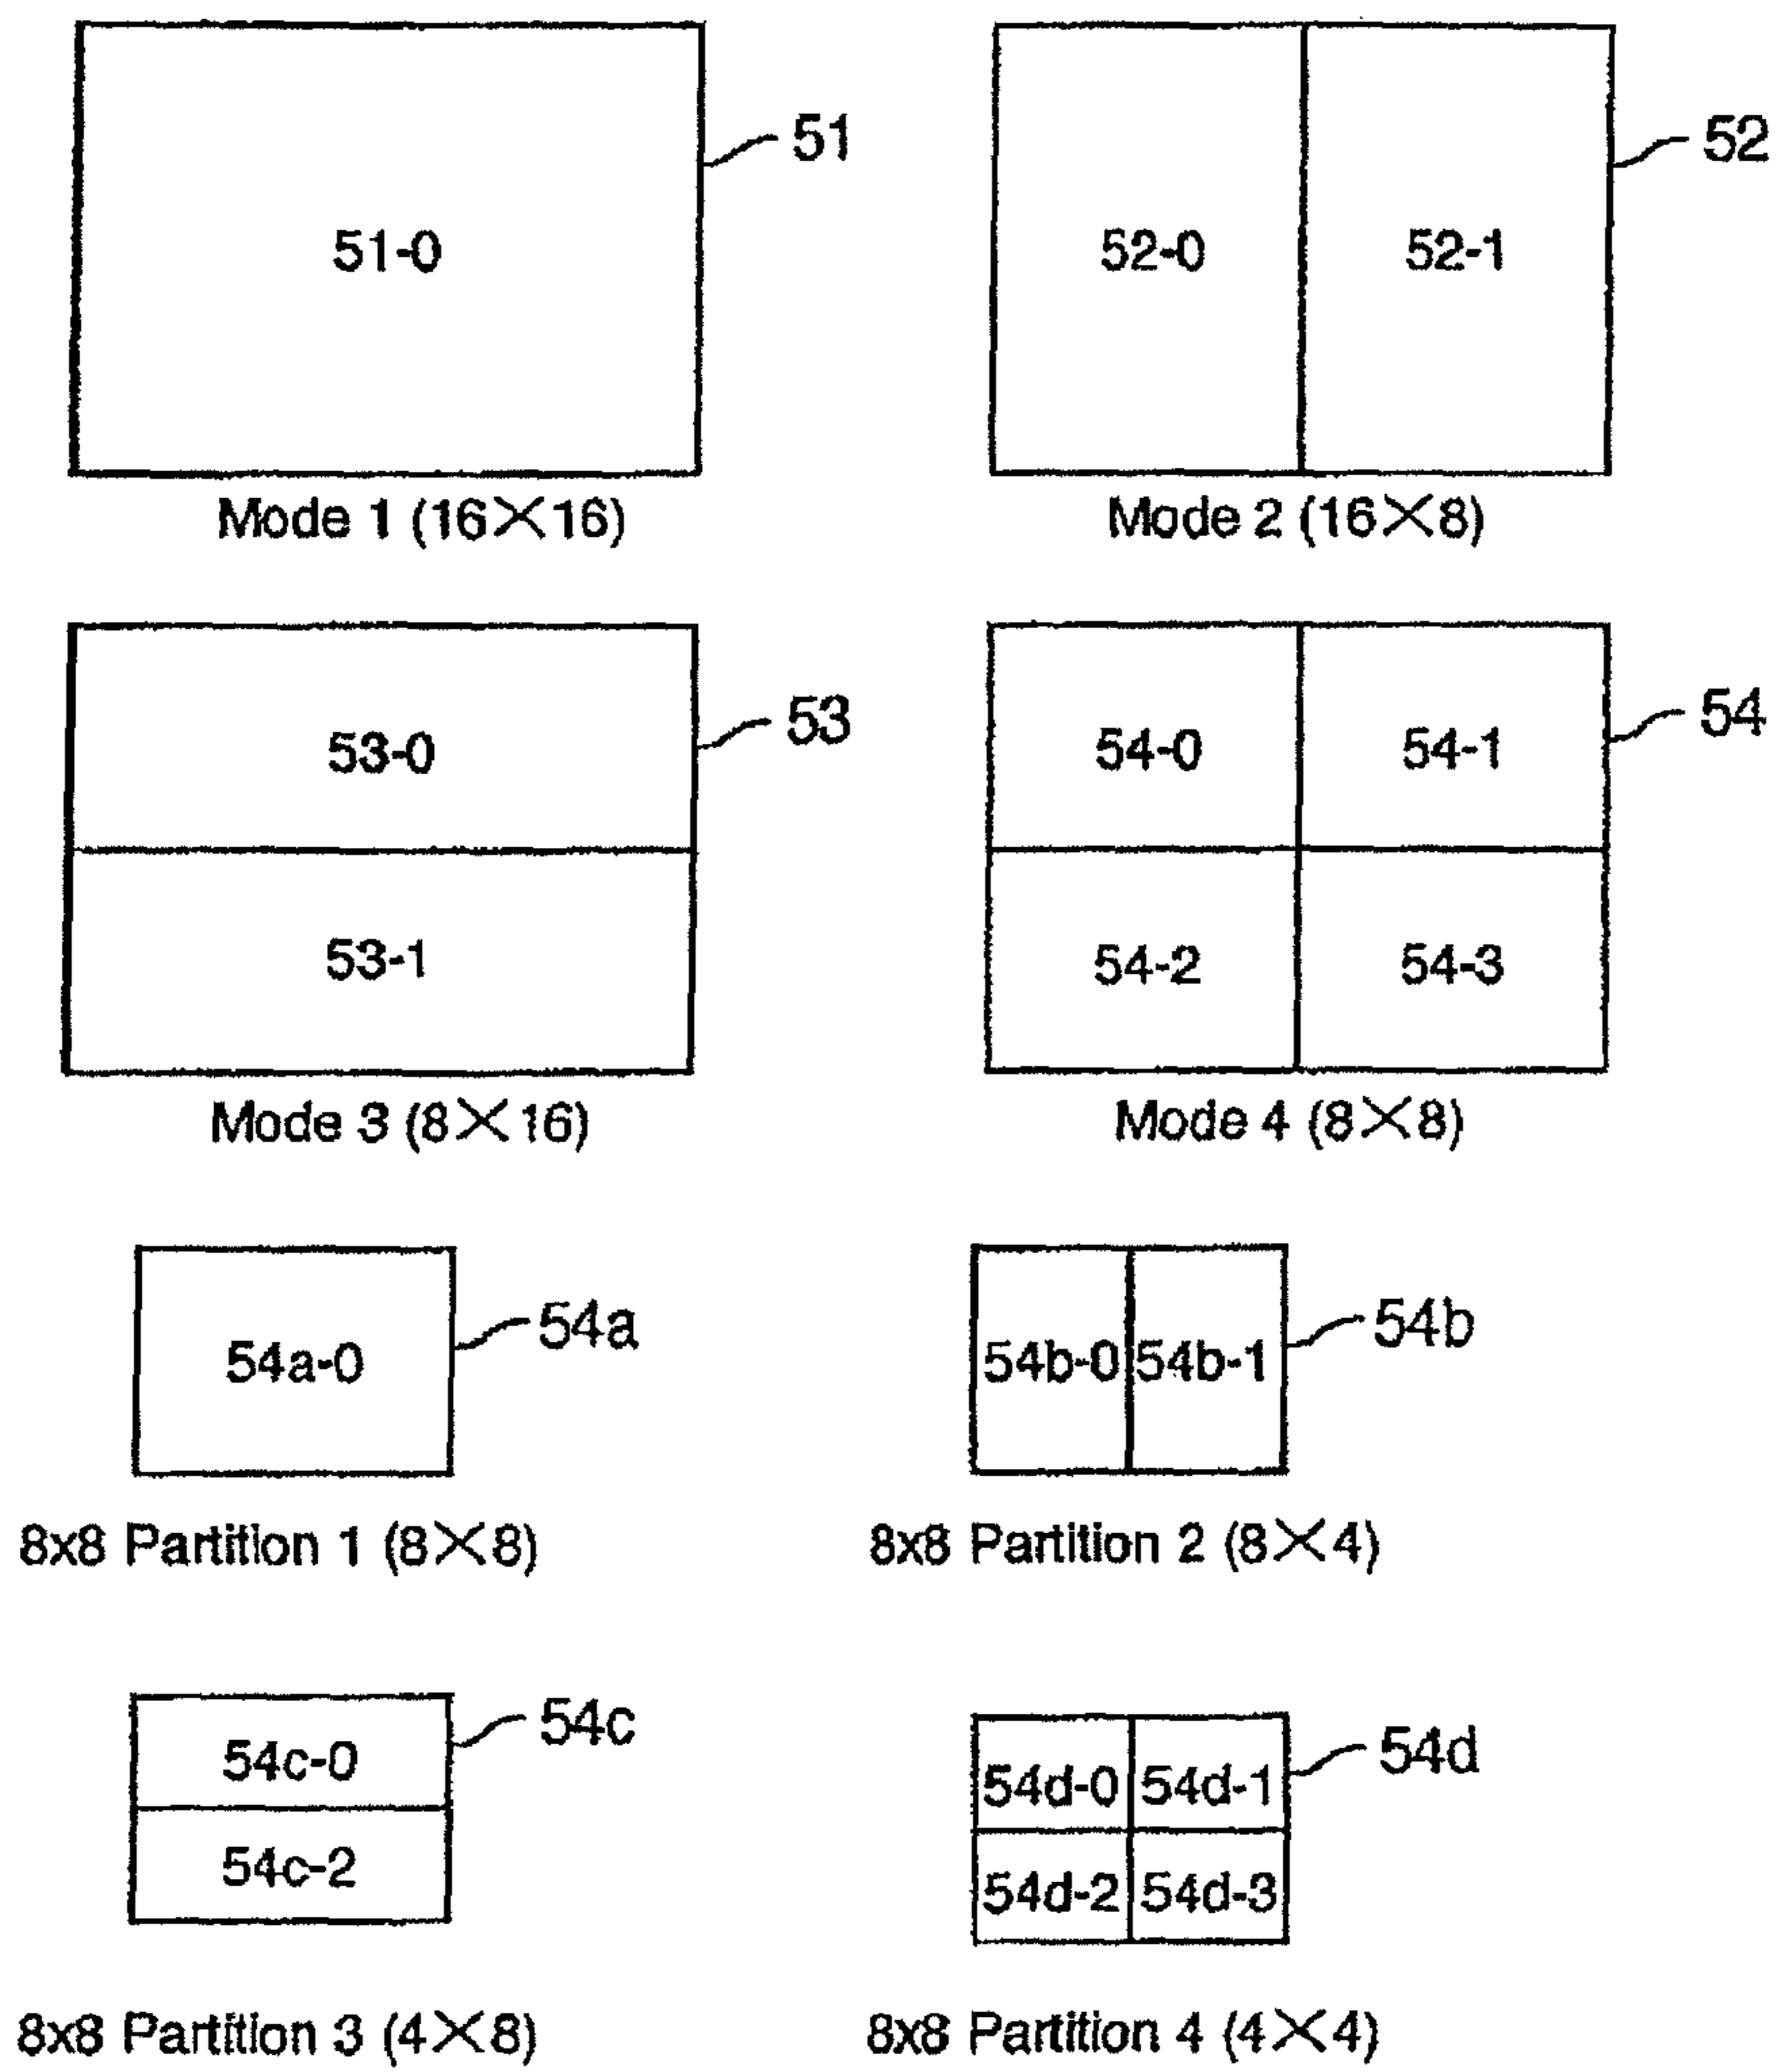 51
51-0
Mode 1 (16×16)
52
52-0
52-1
Mode 2 (16×8)
53
53-0
53-1
Mode 3 (8×16)
54
54-0
54-1
54-2
54-3
Mode 4 (8×8)
54a
54a-0
8x8 Partition 1 (8×8)
54b
54b-0
54b-1
8x8 Partition 2 (8×4)
54c
54c-0
54c-2
8x8 Partition 3 (4×8)
54d
54d-0
54d-1
54d-2
54d-3
8x8 Partition 4 (4×4)